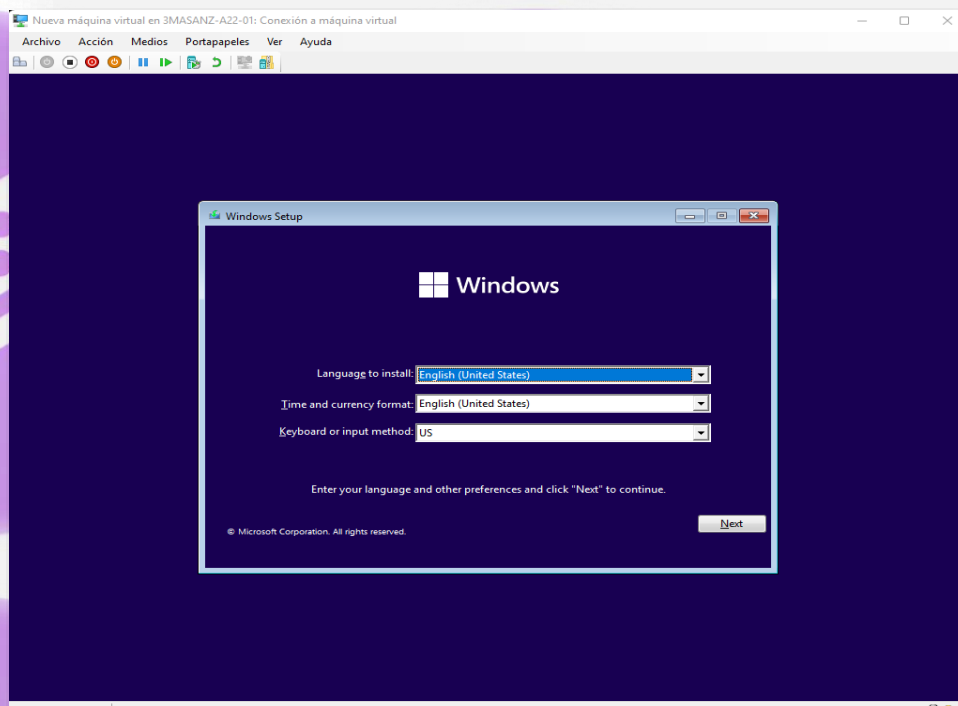 Nueva máquina virtual en 3MASANZ-A22-01: Conexión a máquina virtual
Archivo Acción Medios Portapapeles Ver Ayuda
Windows Setup
Windows
Language to install: English (United States)
Time and currency format: English (United States)
Keyboard or input method: US
Enter your language and other preferences and click "Next" to continue.
Next
© Microsoft Corporation. All rights reserved.